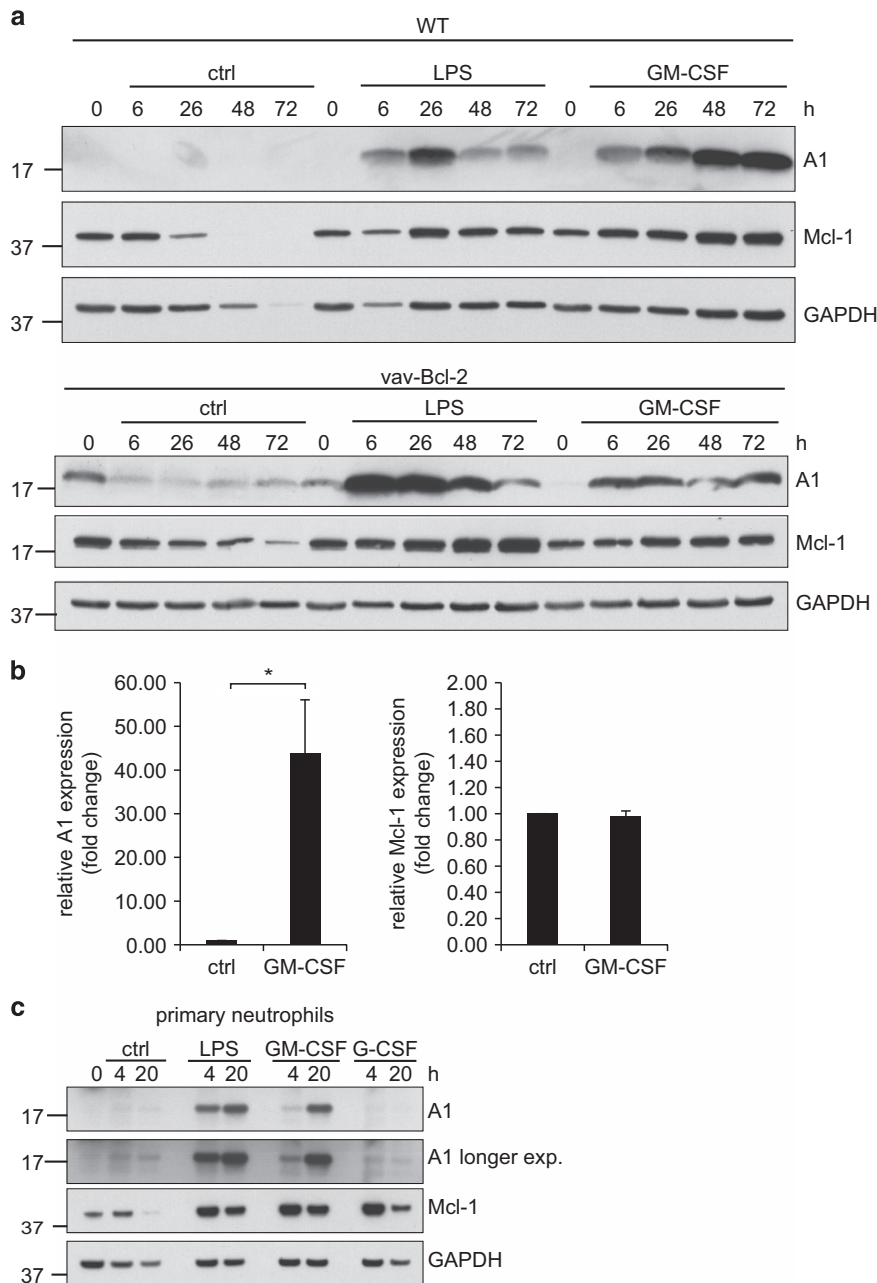 a
WT
ctrl LPS GM-CSF
0 6 26 48 72 0 6 26 48 72 0 6 26 48 72 h
17 A1
37 Mcl-1
37 GAPDH
vav-Bcl-2
ctrl LPS GM-CSF
0 6 26 48 72 0 6 26 48 72 0 6 26 48 72 h
17 A1
17 Mcl-1
37 GAPDH
b
relative A1 expression
(fold change)
60.00
50.00
40.00
30.00
20.00
10.00
0.00
*
ctrl GM-CSF
relative Mcl-1 expression
(fold change)
2.00
1.80
1.60
1.40
1.20
1.00
0.80
0.60
0.40
0.20
0.00
ctrl GM-CSF
c
primary neutrophils
ctrl LPS GM-CSF G-CSF
0 4 20 4 20 4 20 4 20 h
17 A1
17 A1 longer exp.
37 Mcl-1
37 GAPDH